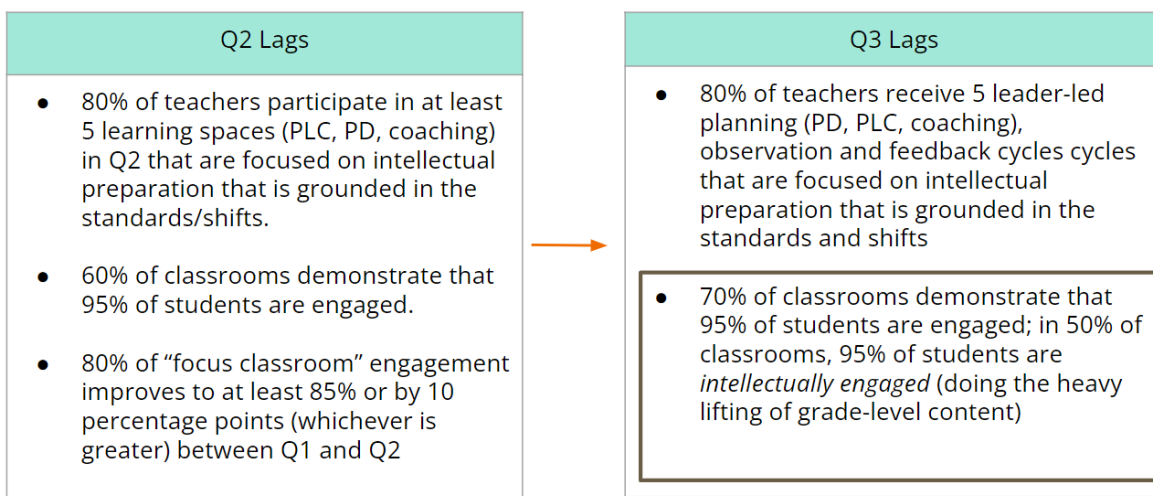 Q2 Lags
● 80% of teachers participate in at least
5 learning spaces (PLC, PD, coaching)
in Q2 that are focused on intellectual
preparation that is grounded in the
standards/shifts.
● 60% of classrooms demonstrate that
95% of students are engaged.
● 80% of “focus classroom” engagement
improves to at least 85% or by 10
percentage points (whichever is
greater) between Q1 and Q2
Q3 Lags
● 80% of teachers receive 5 leader-led
planning (PD, PLC, coaching),
observation and feedback cycles cycles
that are focused on intellectual
preparation that is grounded in the
standards and shifts
● 70% of classrooms demonstrate that
95% of students are engaged; in 50% of
classrooms, 95% of students are
intellectually engaged (doing the heavy
lifting of grade-level content)